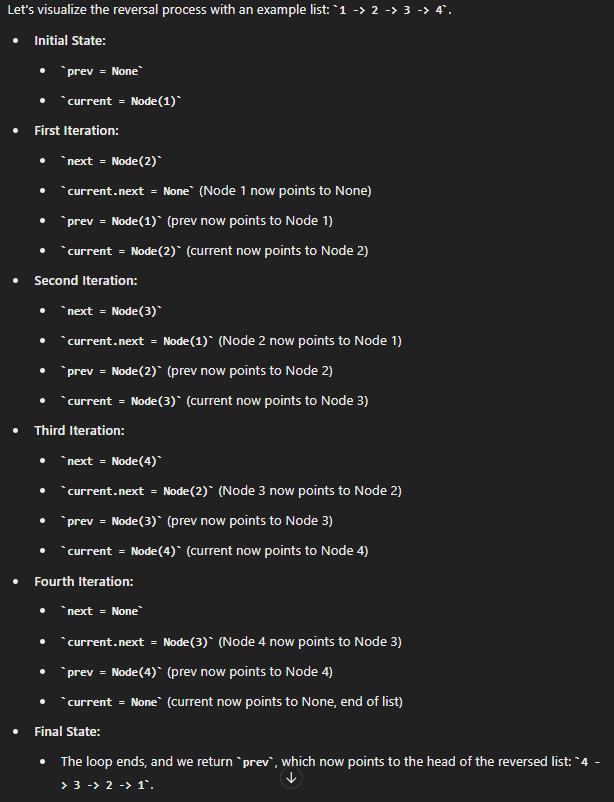 Let's visualize the reversal process with an example list: `1 -> 2 -> 3 -> 4`.
• Initial State:
• `prev = None`
• `current = Node(1)`
• First Iteration:
• `next = Node(2)`
• `current.next = None` (Node 1 now points to None)
• `prev = Node(1)` (prev now points to Node 1)
• `current = Node(2)` (current now points to Node 2)
• Second Iteration:
• `next = Node(3)`
• `current.next = Node(1)` (Node 2 now points to Node 1)
• `prev = Node(2)` (prev now points to Node 2)
• `current = Node(3)` (current now points to Node 3)
• Third Iteration:
• `next = Node(4)`
• `current.next = Node(2)` (Node 3 now points to Node 2)
• `prev = Node(3)` (prev now points to Node 3)
• `current = Node(4)` (current now points to Node 4)
• Fourth Iteration:
• `next = None`
• `current.next = Node(3)` (Node 4 now points to Node 3)
• `prev = Node(4)` (prev now points to Node 4)
• `current = None` (current now points to None, end of list)
• Final State:
• The loop ends, and we return `prev`, which now points to the head of the reversed list: `4 -
> 3 -> 2 -> 1`.